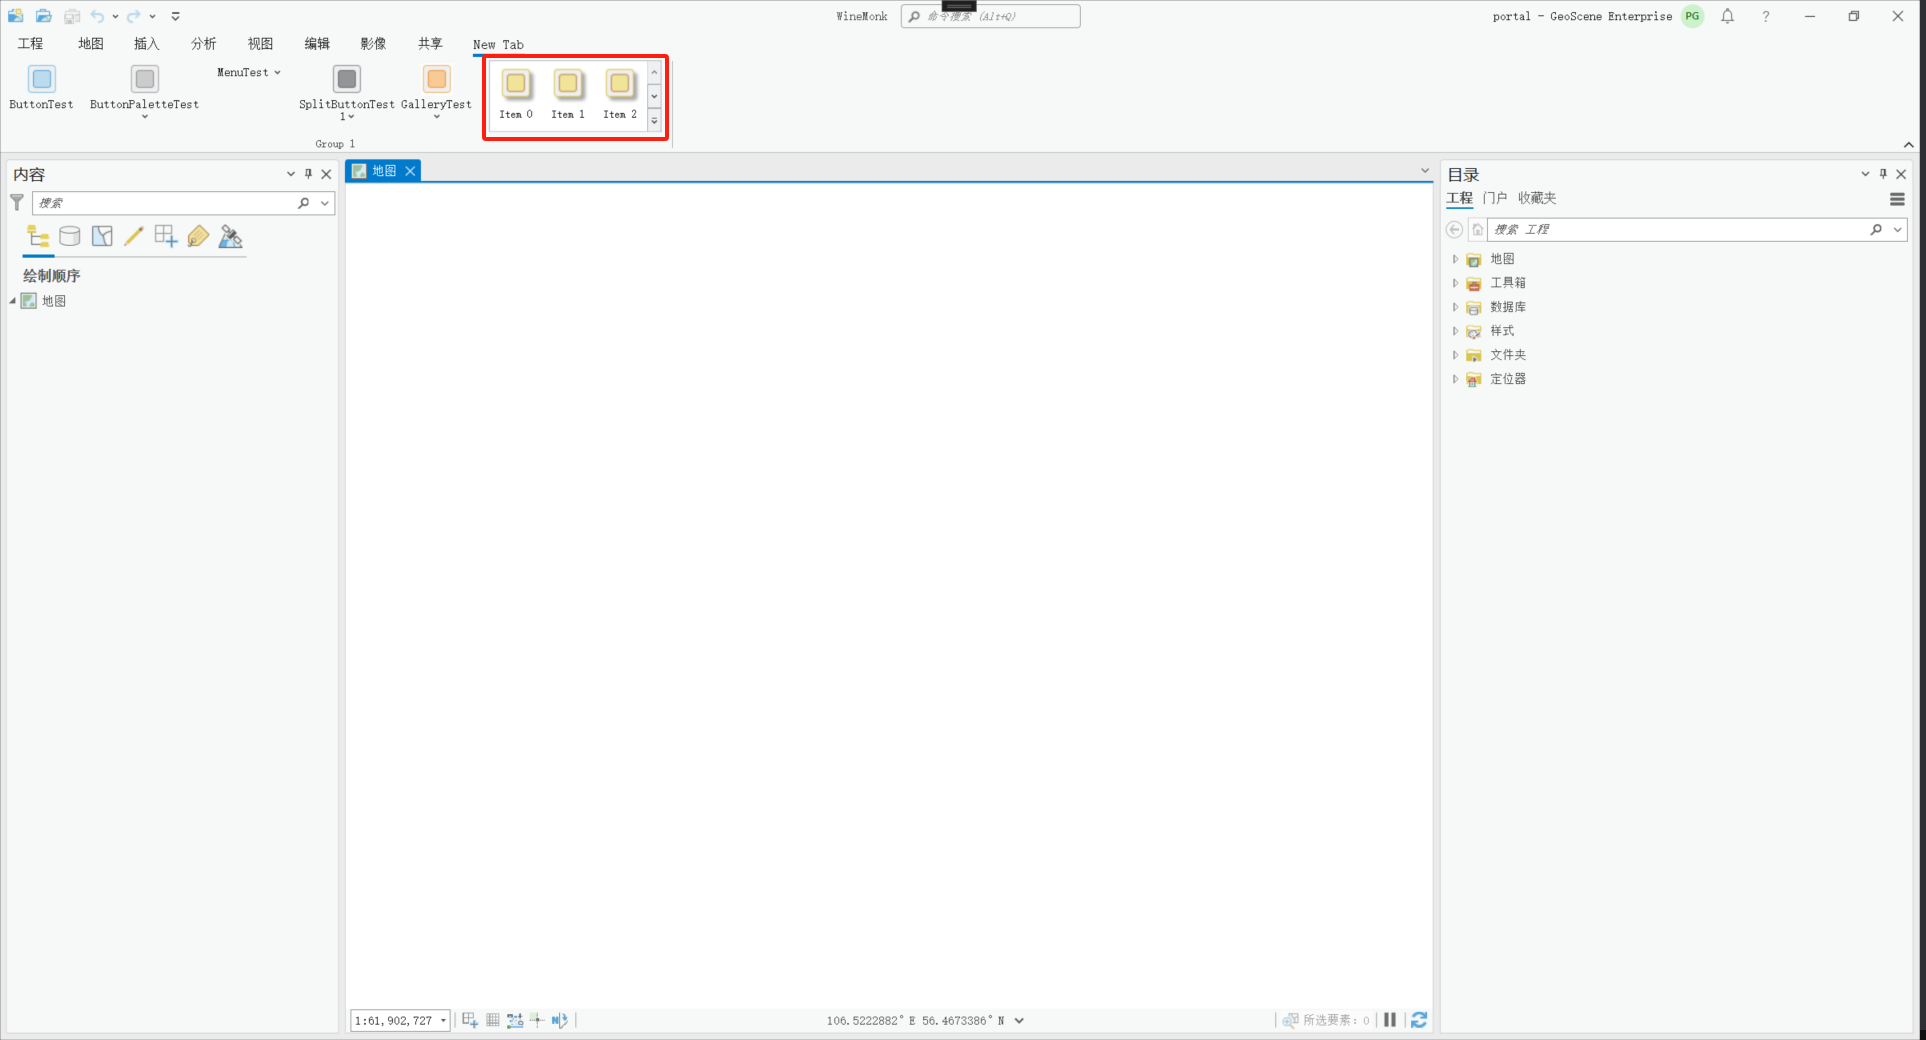 WineMonk
命令搜索 (Alt+Q)
portal - GeoScene Enterprise
PG
?
工程 地图 插入 分析 视图 编辑 影像 共享 New Tab
ButtonTest
ButtonPaletteTest
MenuTest
SplitButtonTest
1
GalleryTest
Item 0 Item 1 Item 2
Group 1
内容
搜索
绘制顺序
地图
地图
目录
工程 门户 收藏夹
搜索 工程
地图
工具箱
数据库
样式
文件夹
定位器
1:61,902,727
N
106.5222882°E 56.4673386°N
所选要素: 0